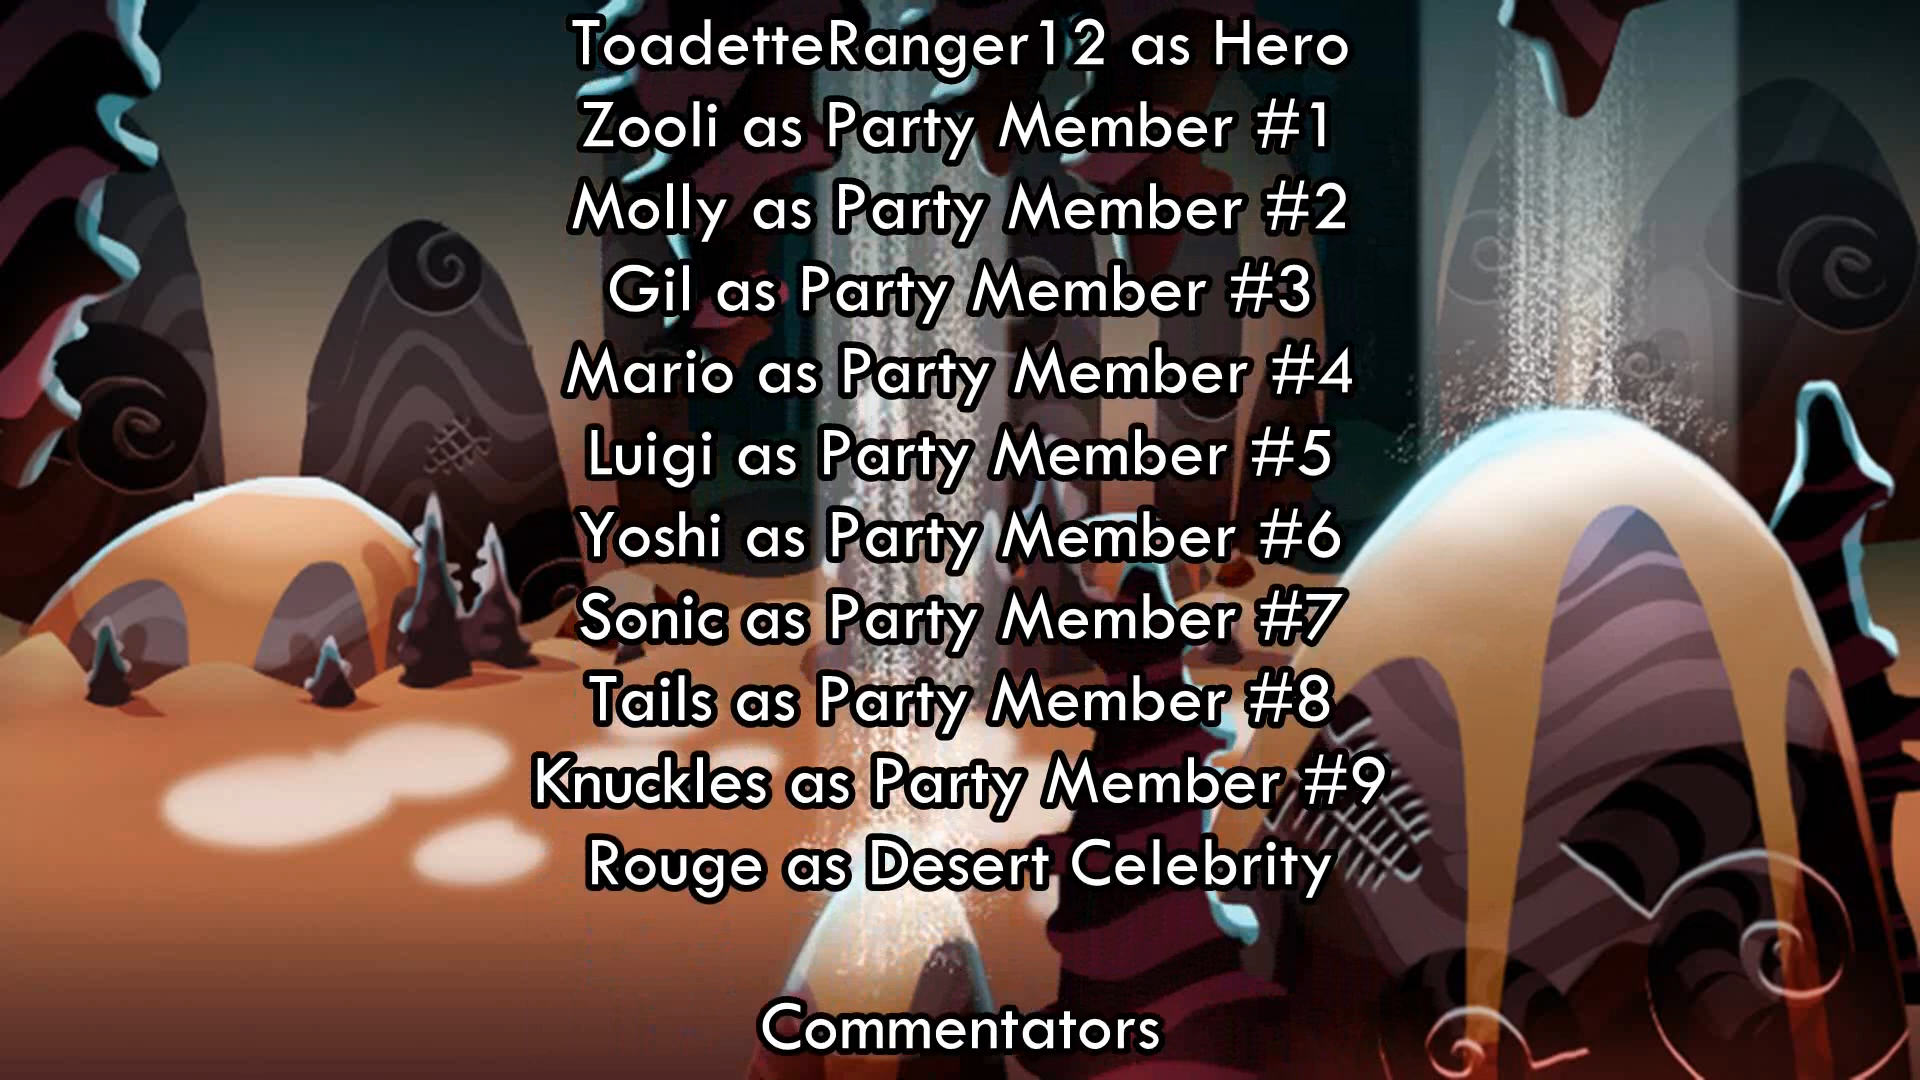 ToadetteRanger12 as Hero
Zooli as Party Member #1
Molly as Party Member #2
Gil as Party Member #3
Mario as Party Member #4
Luigi as Party Member #5
Yoshi as Party Member #6
Sonic as Party Member #7
Tails as Party Member #8
Knuckles as Party Member #9
Rouge as Desert Celebrity
Commentators